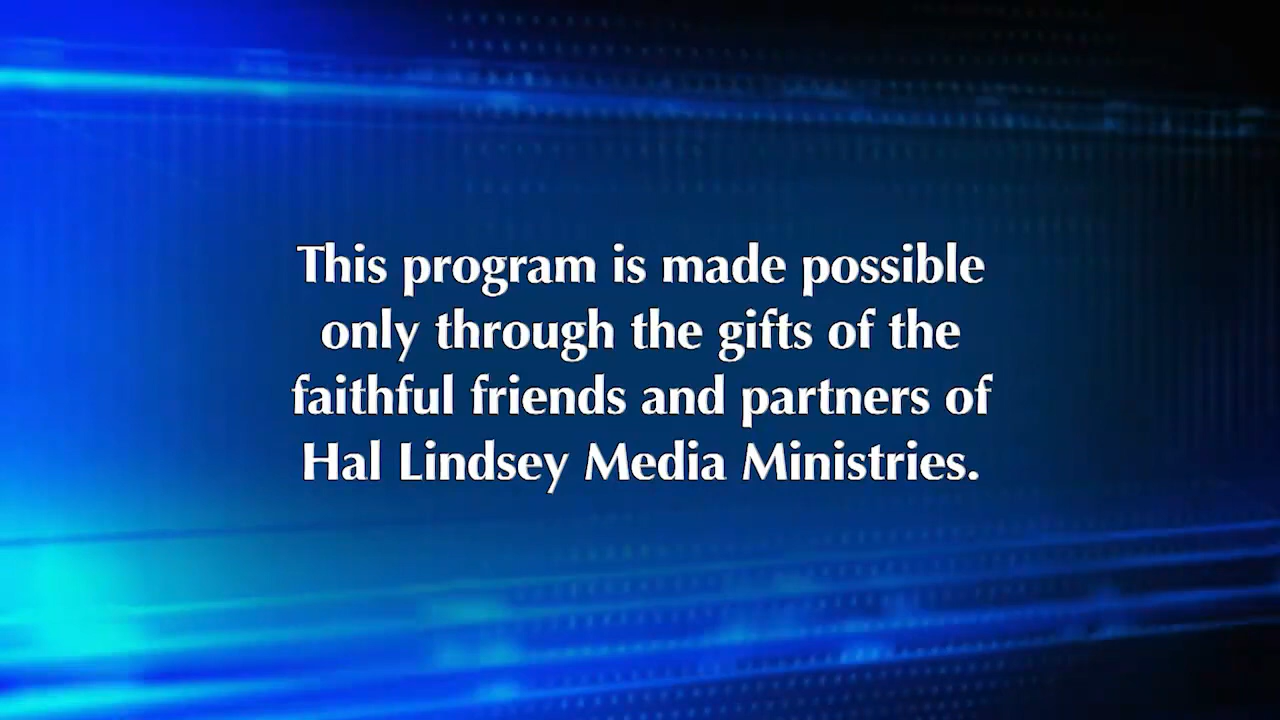 This program is made possible
only through the gifts of the
faithful friends and partners of
Hal Lindsey Media Ministries.